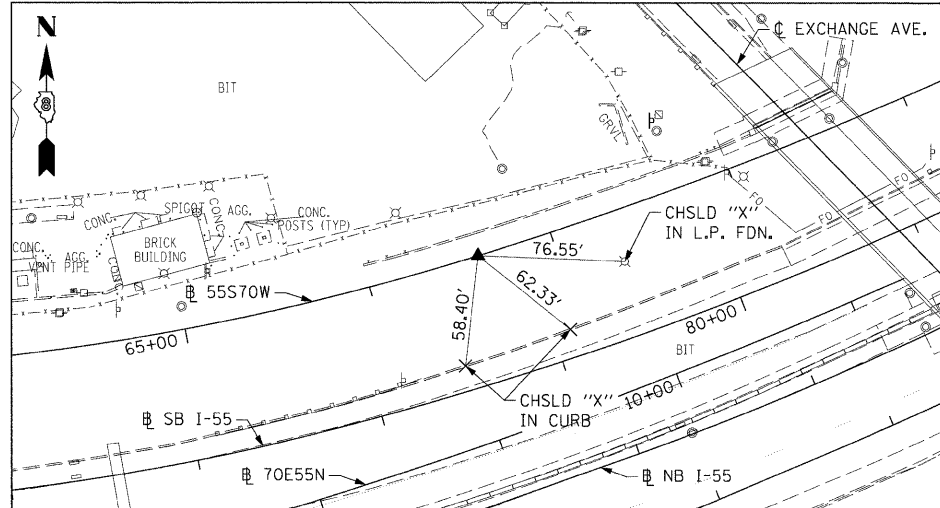 N
℄ EXCHANGE AVE.
BIT
GRVL
CONC.
SPIGOT
CONC.
AGG.
CONC.
POSTS (TYP)
FO
FO
FO
CHSLD "X"
IN L.P. FDN.
CONC.
AGG.
VENT PIPE
BRICK
BUILDING
76.55'
62.33'
58.40'
B̲L 55S70W
65+00
80+00
BIT
10+00
CHSLD "X"
IN CURB
B̲L SB I-55
B̲L 70E55N
B̲L NB I-55